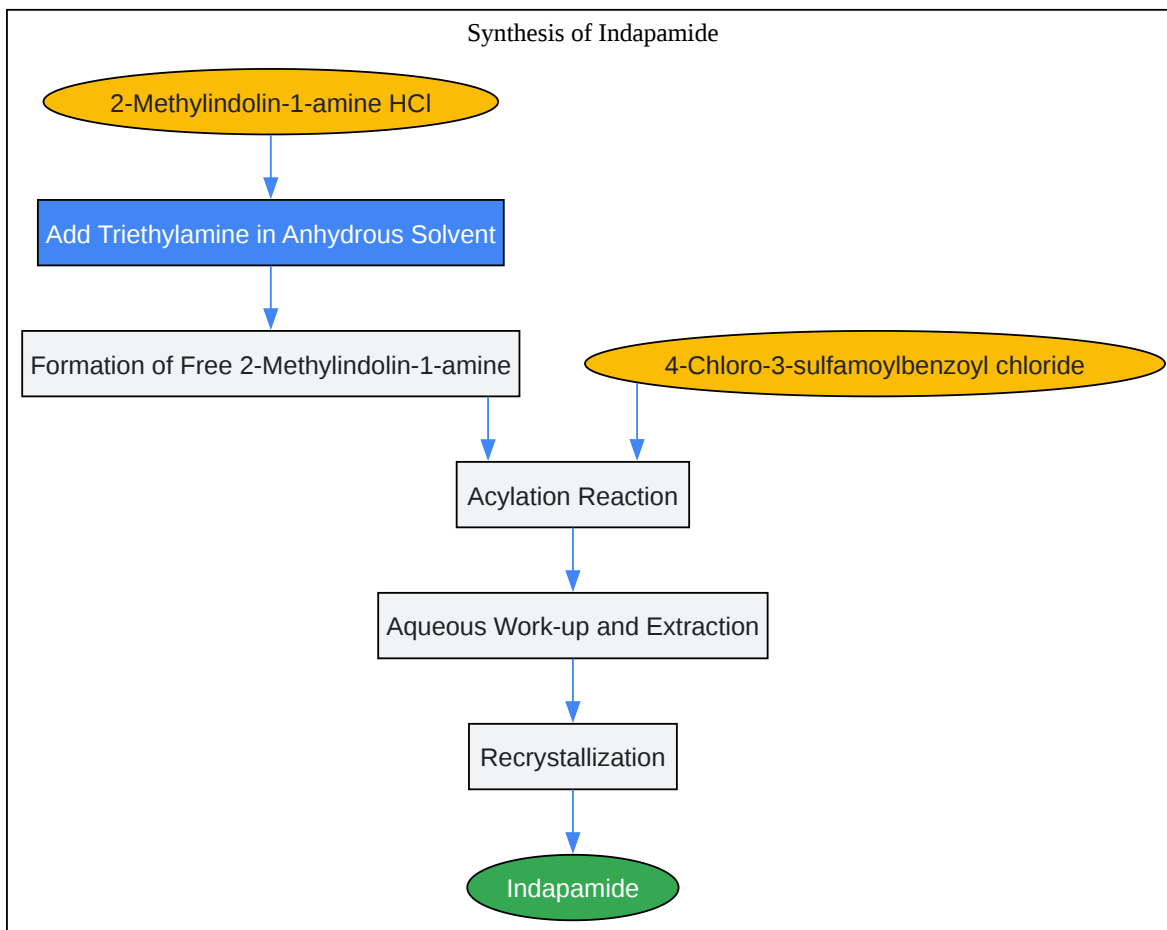 Synthesis of Indapamide
2-Methylindolin-1-amine HCl
Add Triethylamine in Anhydrous Solvent
Formation of Free 2-Methylindolin-1-amine
4-Chloro-3-sulfamoylbenzoyl chloride
Acylation Reaction
Aqueous Work-up and Extraction
Recrystallization
Indapamide